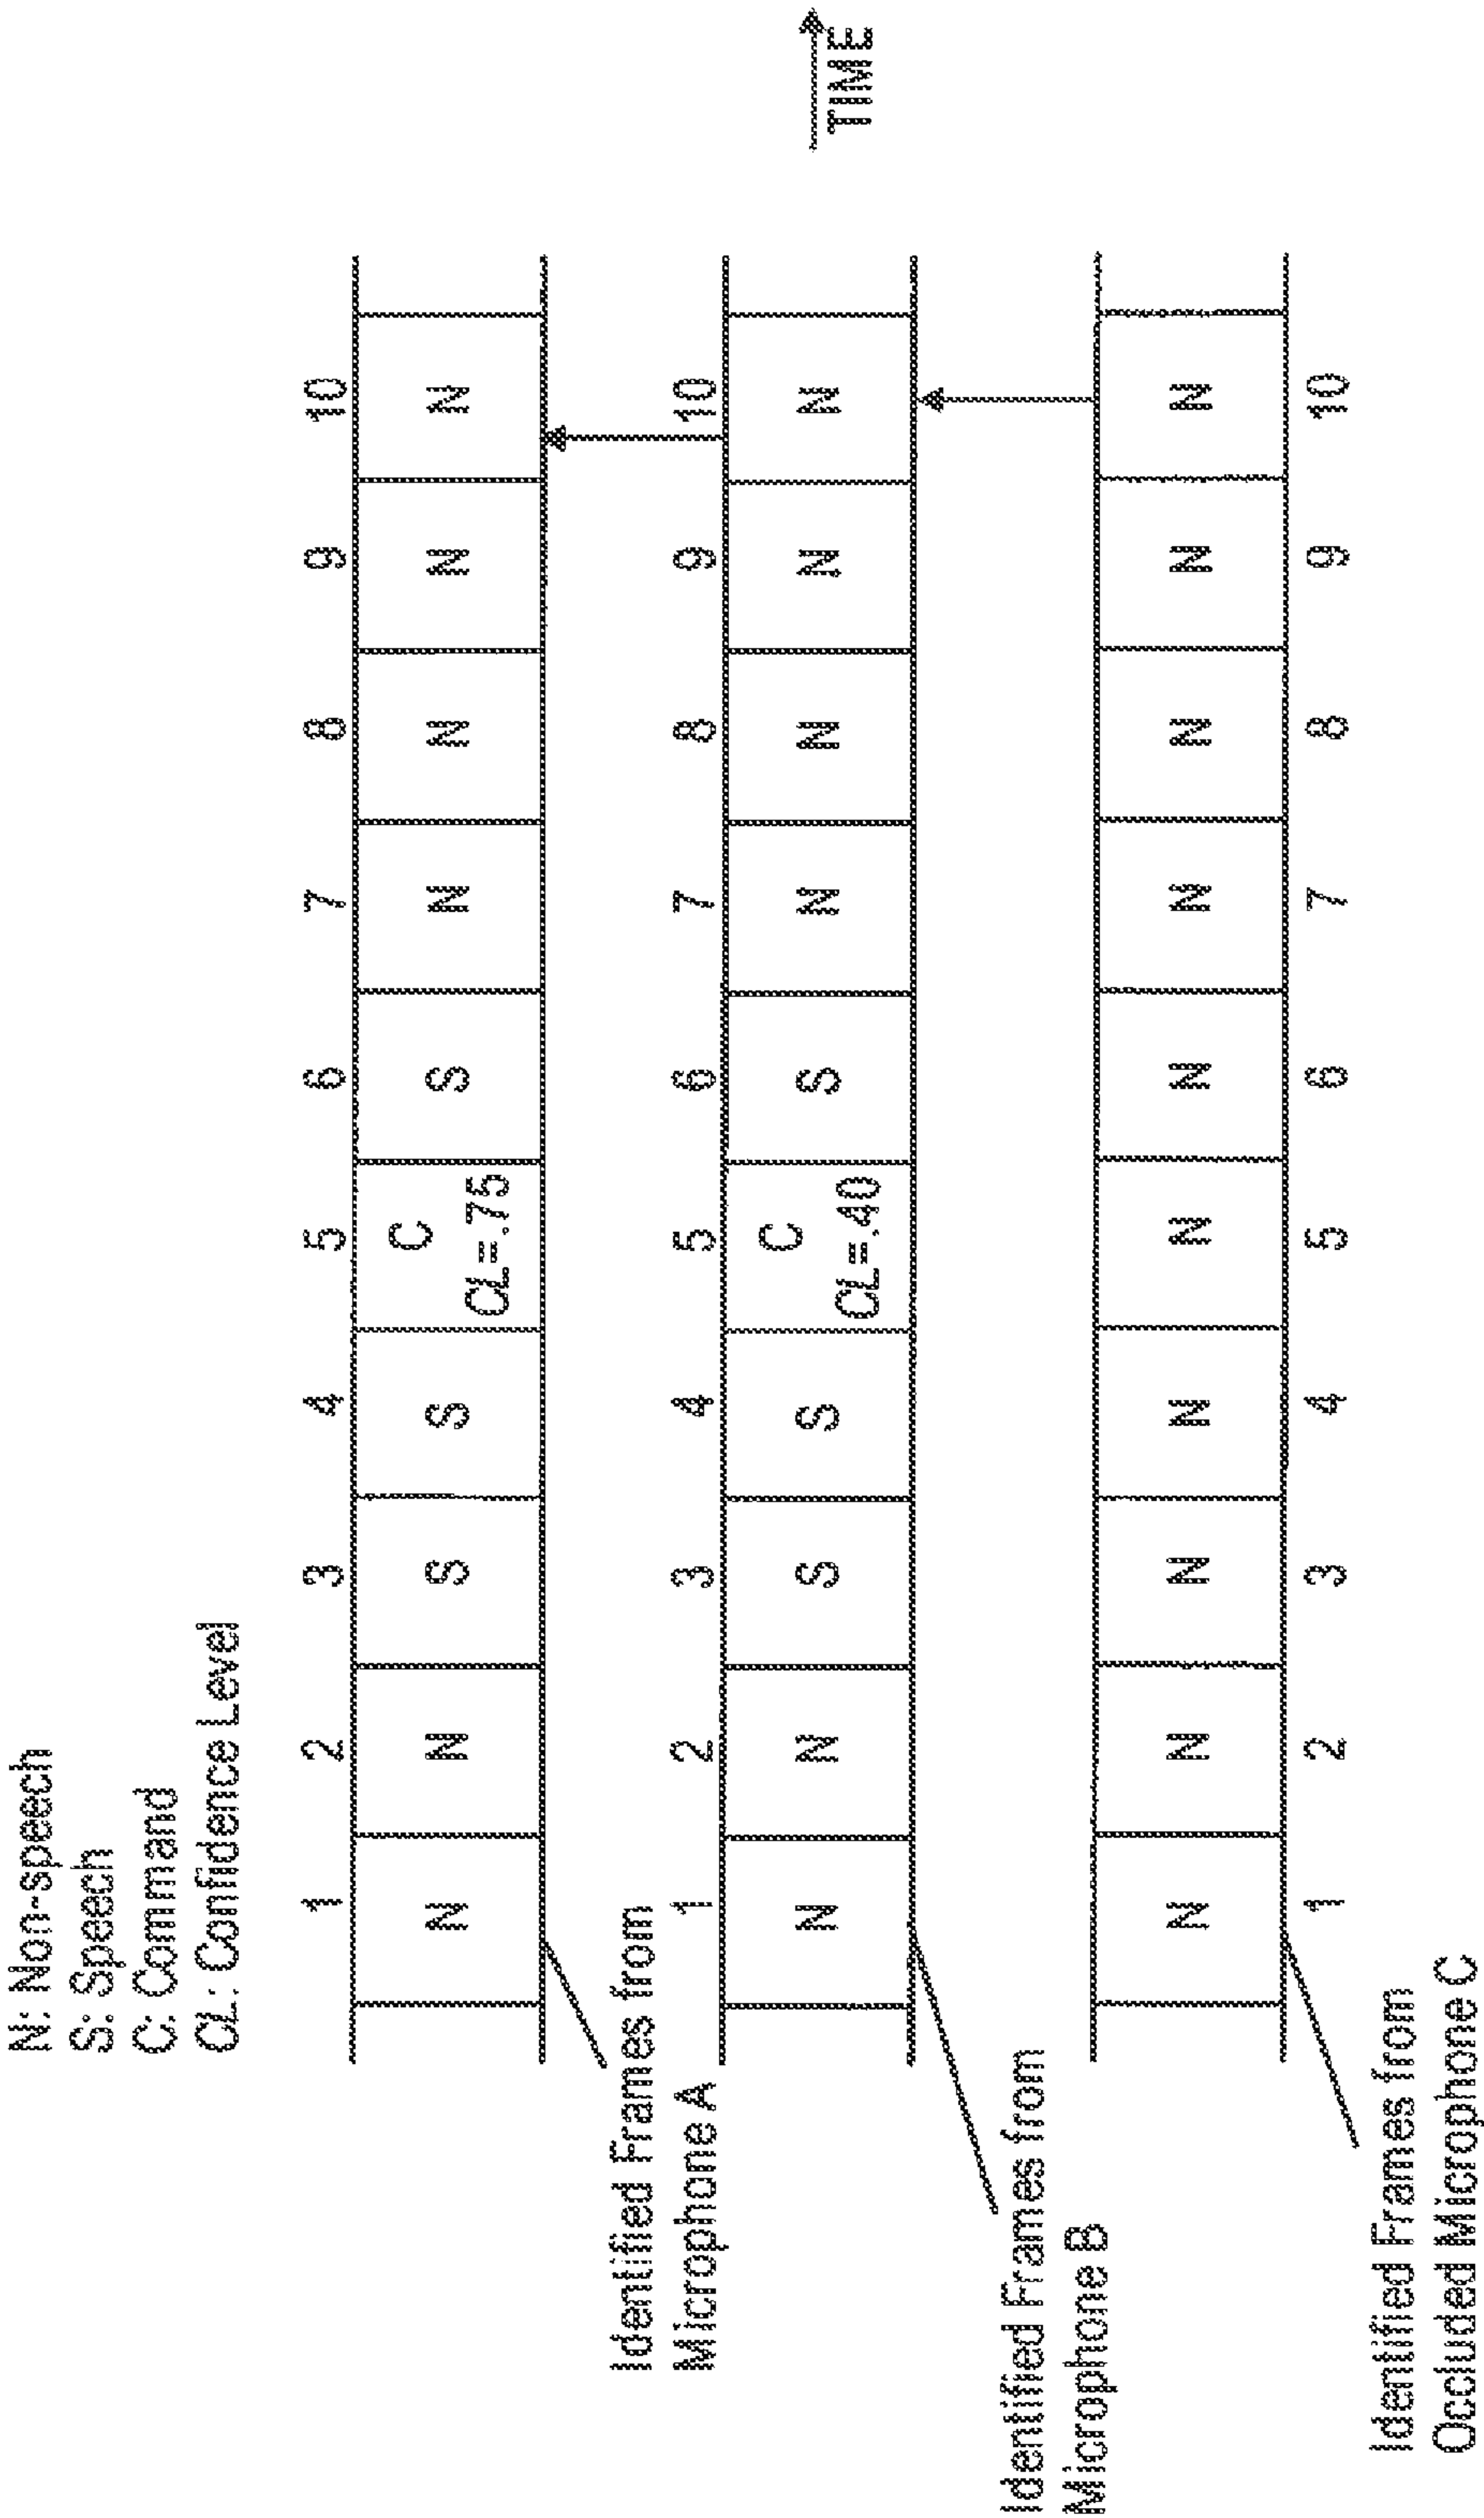 N: Non-speech
S: Speech
C: Command
CL: Confidence Level
1 2 3 4 5 6 7 8 9 10
N N S S C S N N N N
CL=.75
Identified Frames from
Microphone A
1 2 3 4 5 6 7 8 9 10
N N S S C S N N N N
CL=.40
Identified Frames from
Microphone B
TIME
N N N N N N N N N N
1 2 3 4 5 6 7 8 9 10
Identified Frames from
Occluded Microphone C